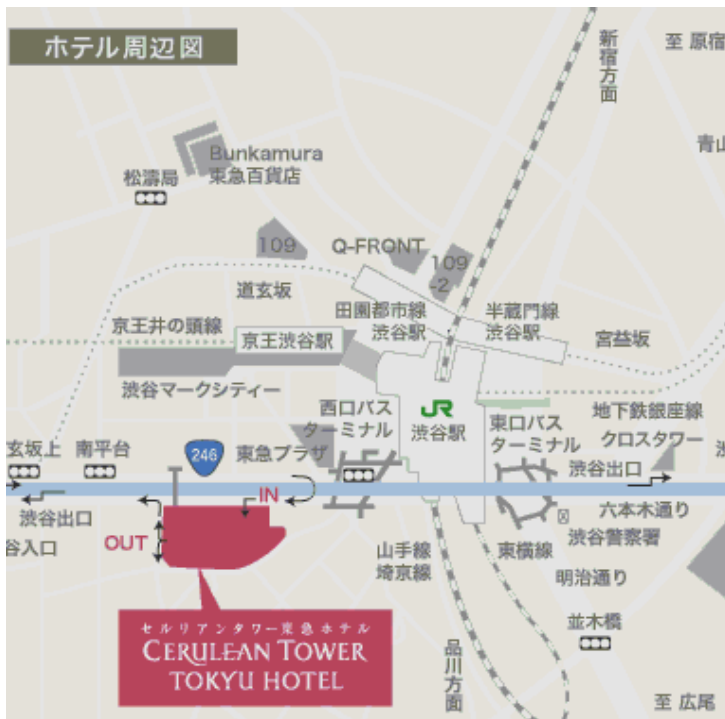 ホテル周辺図
新宿方面
至 原宿
青山
Bunkamura
東急百貨店
松濤局
109
Q-FRONT
109
-2
道玄坂
田園都市線
渋谷駅
半蔵門線
渋谷駅
宮益坂
京王井の頭線
京王渋谷駅
渋谷マークシティー
JR
渋谷駅
西口バス
ターミナル
東口バス
ターミナル
地下鉄銀座線
クロスタワー
玄坂上
南平台
246
東急プラザ
渋谷出口
IN
渋谷出口
六本木通り
谷入口
OUT
山手線
埼京線
東横線
渋谷警察署
明治通り
並木橋
品川方面
至 広尾
セルリアンタワー東急ホテル
CERULEAN TOWER
TOKYU HOTEL